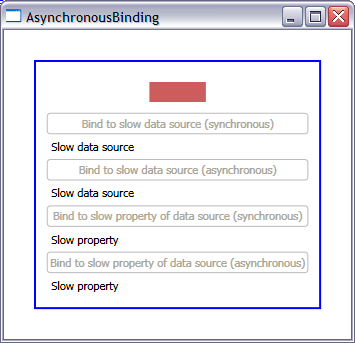 AsynchronousBinding
Bind to slow data source (synchronous)
Slow data source
Bind to slow data source (asynchronous)
Slow data source
Bind to slow property of data source (synchronous)
Slow property
Bind to slow property of data source (asynchronous)
Slow property